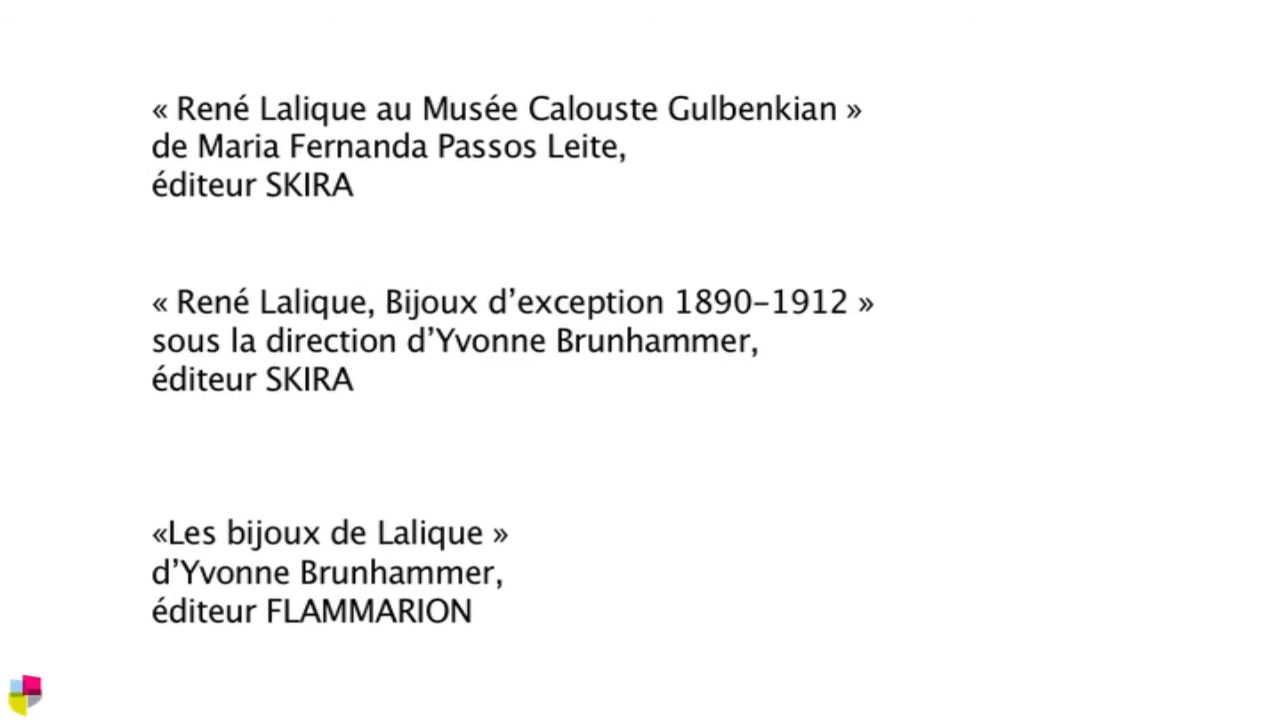 « René Lalique au Musée Calouste Gulbenkian »
de Maria Fernanda Passos Leite,
éditeur SKIRA
« René Lalique, Bijoux d’exception 1890–1912 »
sous la direction d’Yvonne Brunhammer,
éditeur SKIRA
«Les bijoux de Lalique »
d’Yvonne Brunhammer,
éditeur FLAMMARION